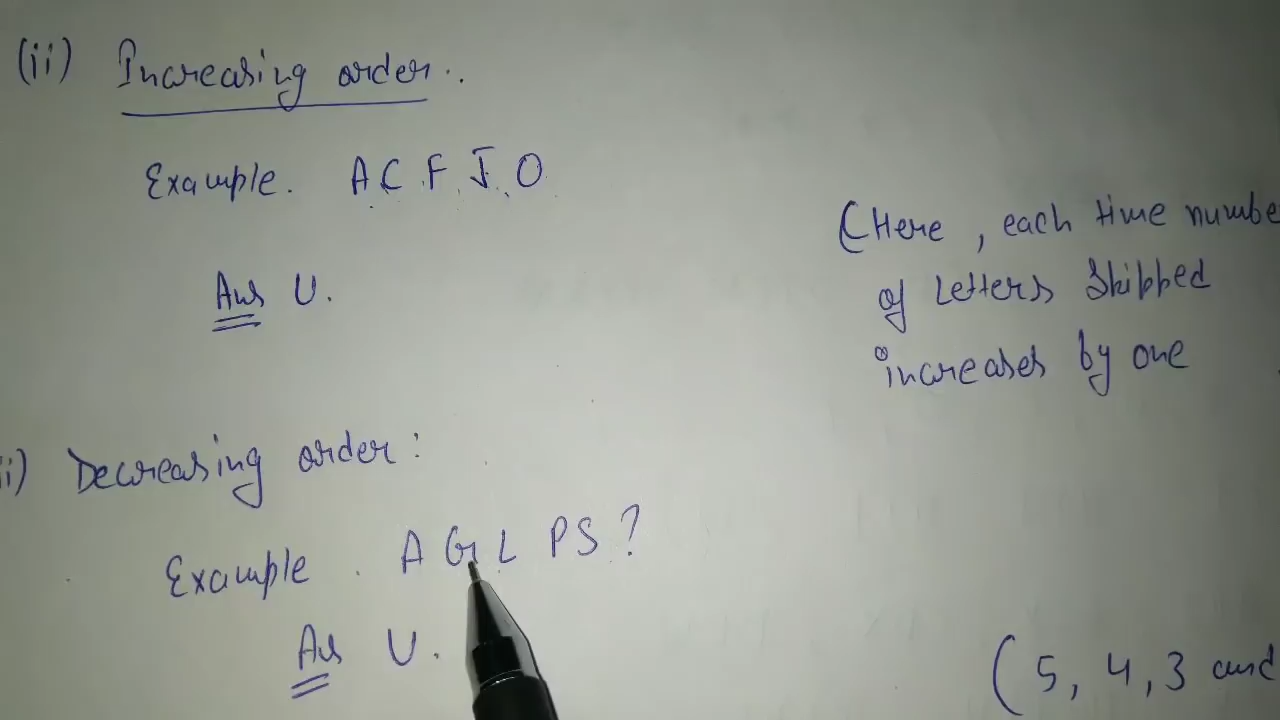 (ii) Increasing order..
Example. A C F J O
(Here, each time numbe
of letters skipped
increases by one
Ans U.
i) Decreasing order:
Example. A G L P S ?
Ans U.
(5, 4, 3 and